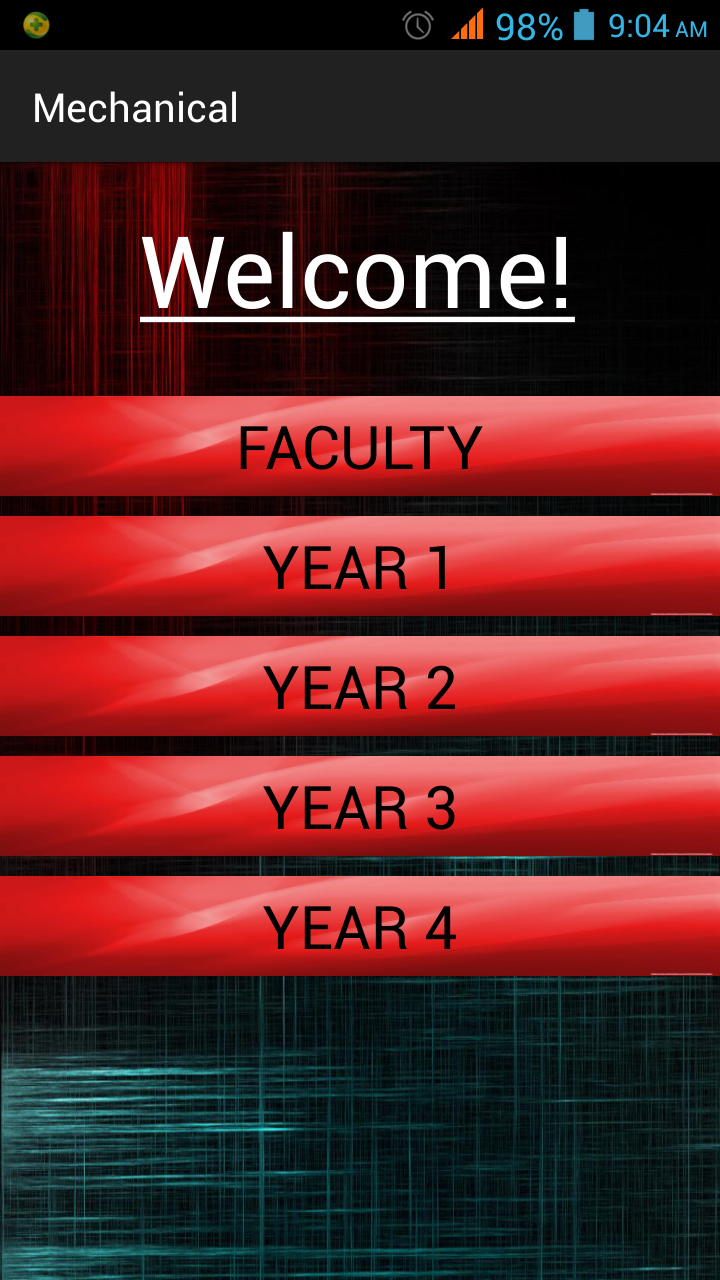 98% 9:04 AM
Mechanical
Welcome!
FACULTY
YEAR 1
YEAR 2
YEAR 3
YEAR 4